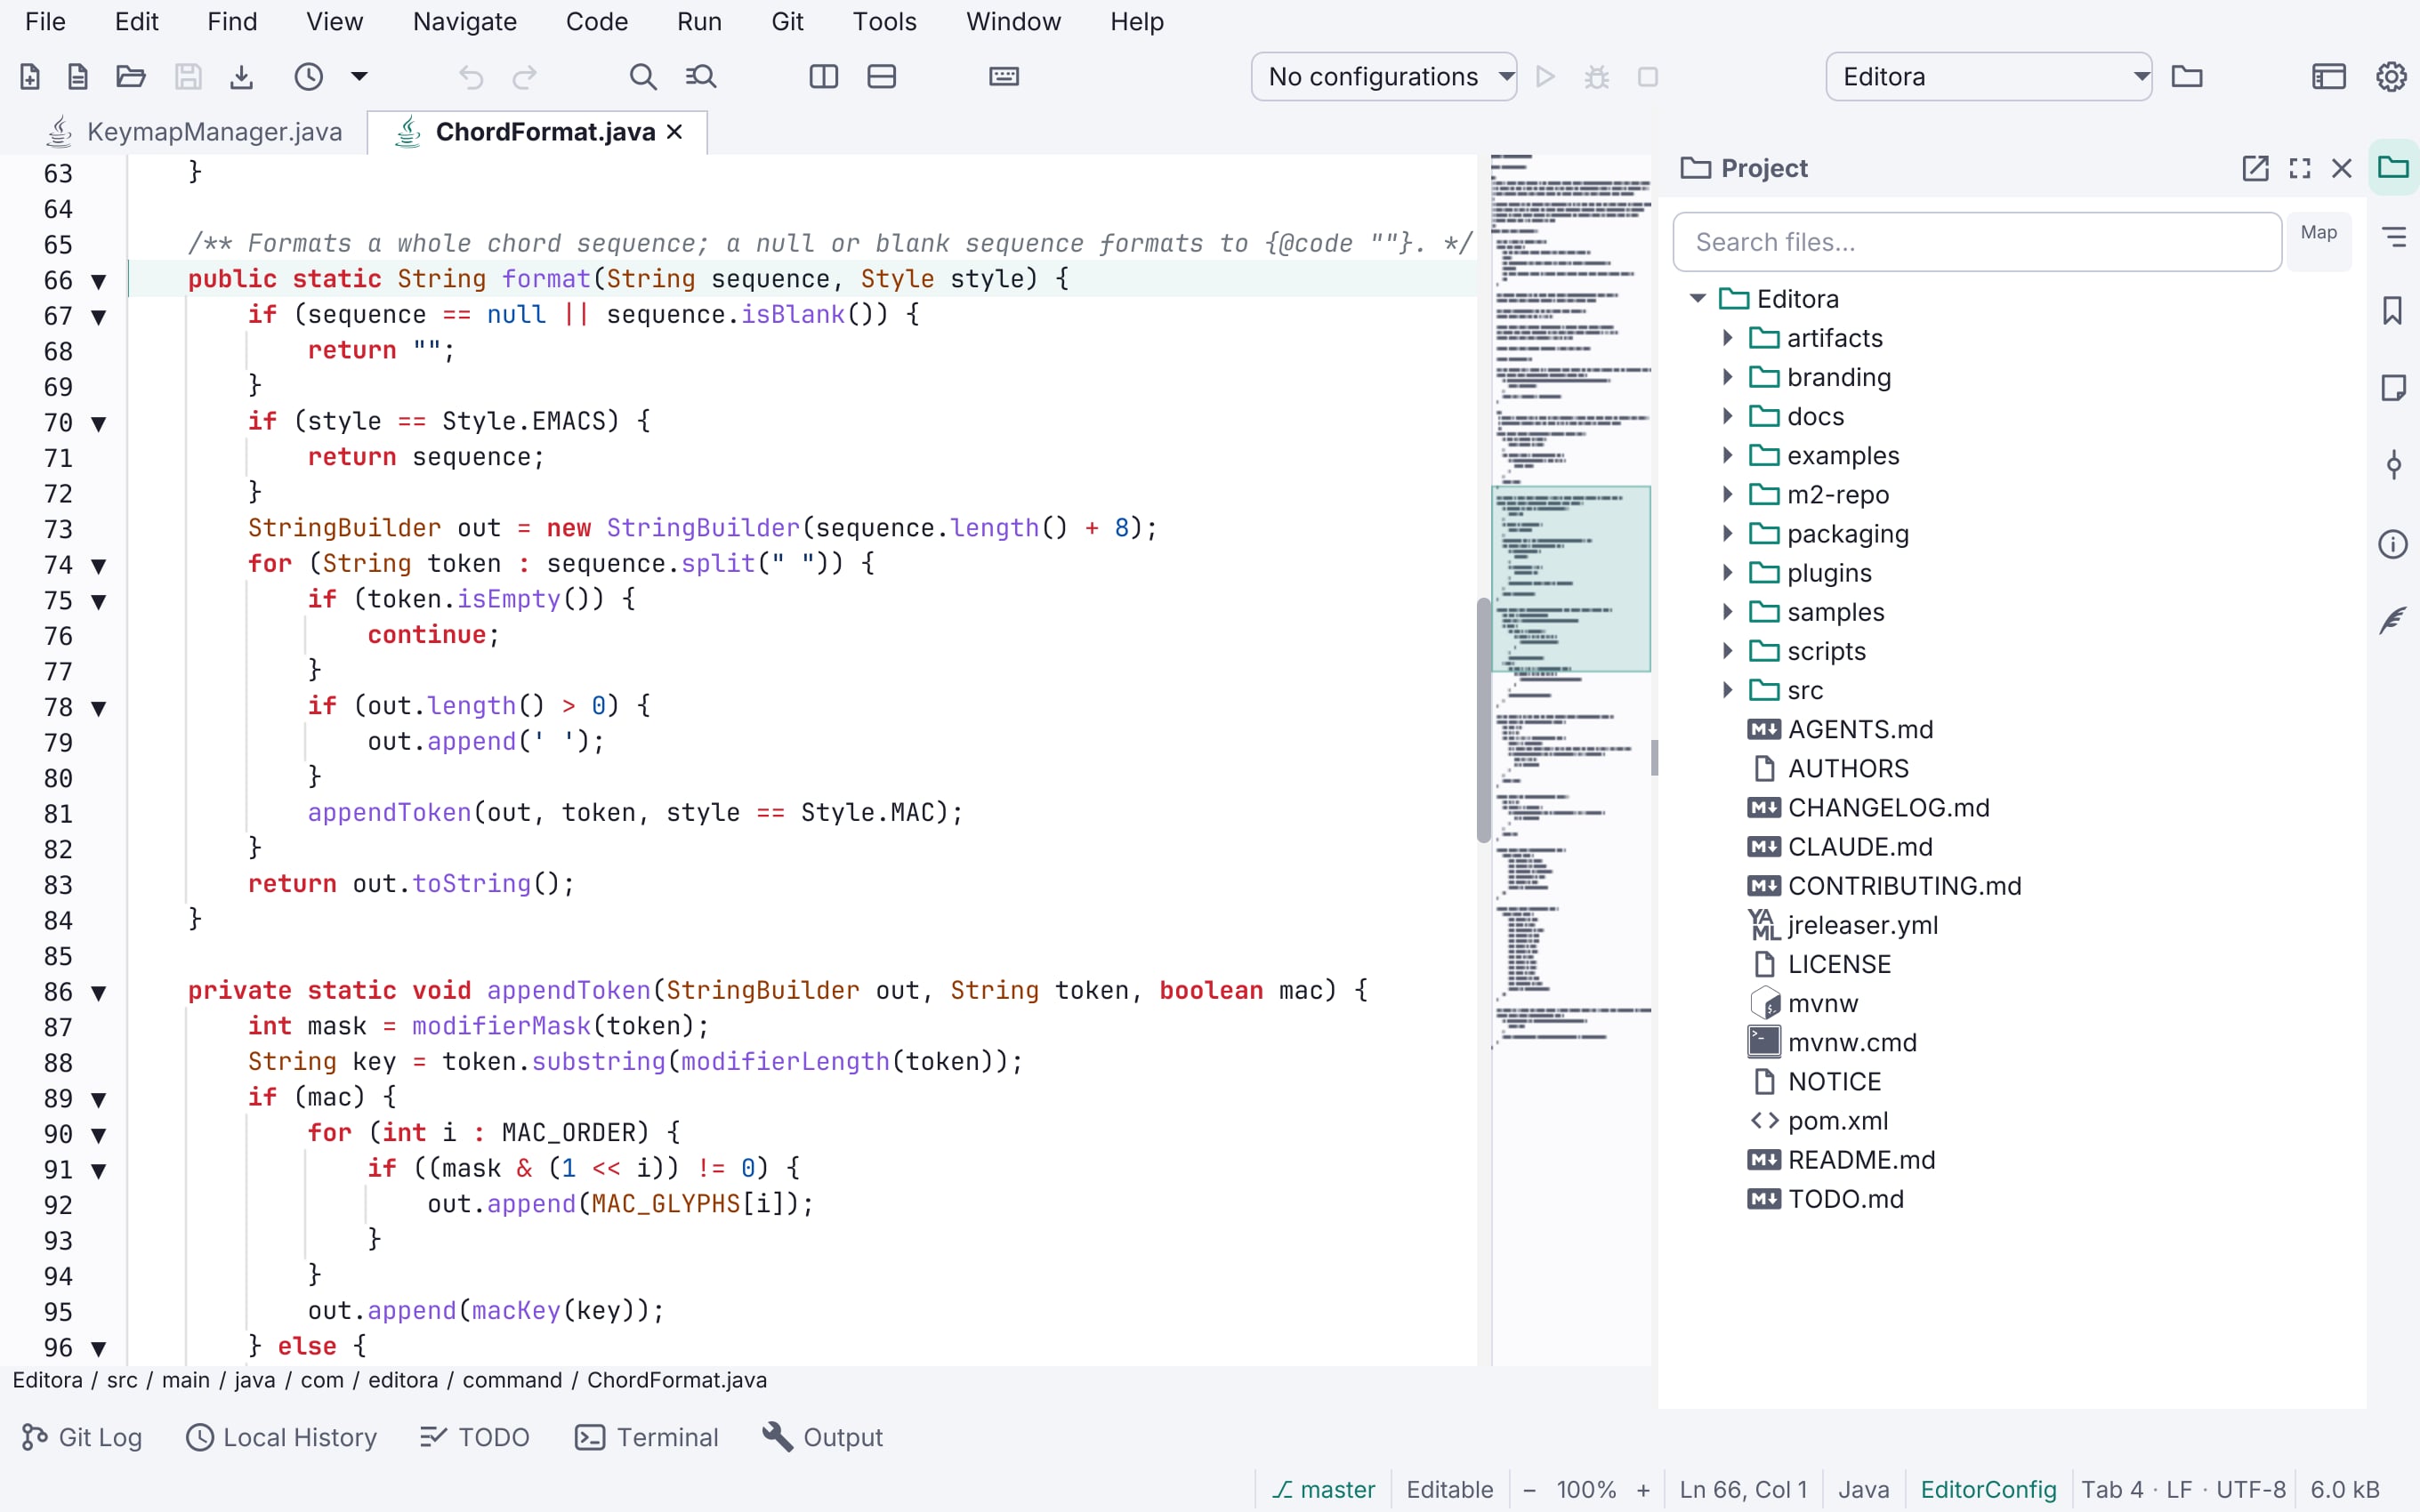 File Edit Find View Navigate Code Run Git Tools Window Help
No configurations
Editora
KeymapManager.java
ChordFormat.java
63 }
64
65 /** Formats a whole chord sequence; a null or blank sequence formats to {@code ""}. */
66 public static String format(String sequence, Style style) {
67 if (sequence == null || sequence.isBlank()) {
68 return "";
69 }
70 if (style == Style.EMACS) {
71 return sequence;
72 }
73 StringBuilder out = new StringBuilder(sequence.length() + 8);
74 for (String token : sequence.split(" ")) {
75 if (token.isEmpty()) {
76 continue;
77 }
78 if (out.length() > 0) {
79 out.append(' ');
80 }
81 appendToken(out, token, style == Style.MAC);
82 }
83 return out.toString();
84 }
85
86 private static void appendToken(StringBuilder out, String token, boolean mac) {
87 int mask = modifierMask(token);
88 String key = token.substring(modifierLength(token));
89 if (mac) {
90 for (int i : MAC_ORDER) {
91 if ((mask & (1 << i)) != 0) {
92 out.append(MAC_GLYPHS[i]);
93 }
94 }
95 out.append(macKey(key));
96 } else {
Project
Search files...
Map
Editora
artifacts
branding
docs
examples
m2-repo
packaging
plugins
samples
scripts
src
AGENTS.md
AUTHORS
CHANGELOG.md
CLAUDE.md
CONTRIBUTING.md
jreleaser.yml
LICENSE
mvnw
mvnw.cmd
NOTICE
pom.xml
README.md
TODO.md
Editora / src / main / java / com / editora / command / ChordFormat.java
Git Log
Local History
TODO
Terminal
Output
master
Editable
− 100% +
Ln 66, Col 1
Java
EditorConfig
Tab 4 · LF · UTF-8
6.0 kB